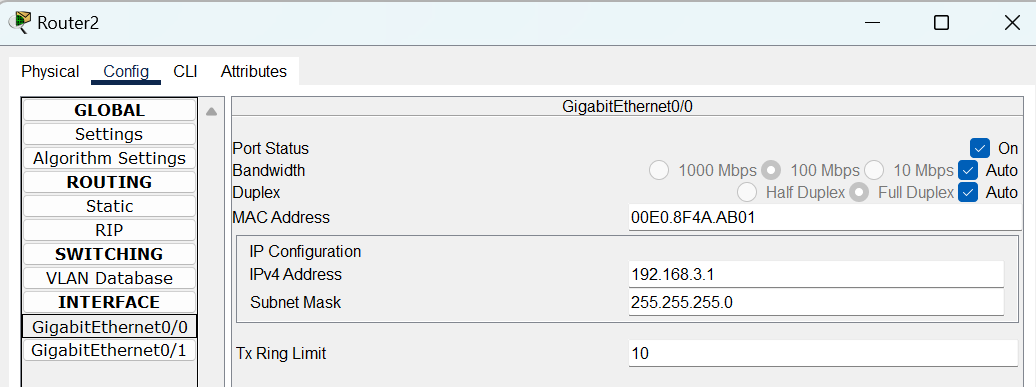 Router2
Physical Config CLI Attributes
GLOBAL
Settings
Algorithm Settings
ROUTING
Static
RIP
SWITCHING
VLAN Database
INTERFACE
GigabitEthernet0/0
GigabitEthernet0/1
GigabitEthernet0/0
Port Status On
Bandwidth 1000 Mbps 100 Mbps 10 Mbps Auto
Duplex Half Duplex Full Duplex Auto
MAC Address 00E0.8F4A.AB01
IP Configuration
IPv4 Address 192.168.3.1
Subnet Mask 255.255.255.0
Tx Ring Limit 10